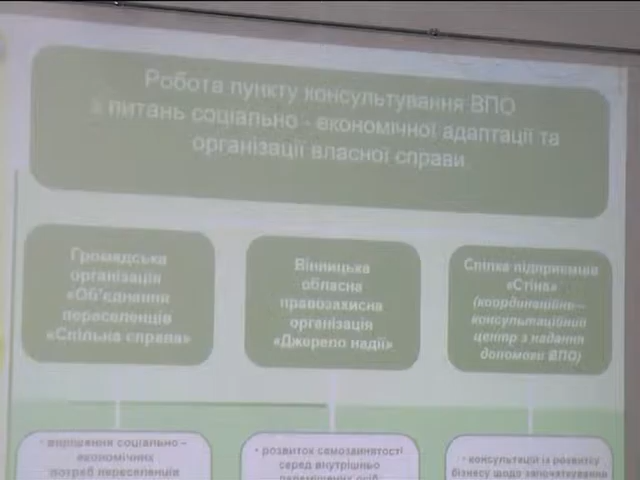 Робота пункту консультування ВПО
з питань соціально - економічної адаптації та
організації власної справи
Громадська
організація
«Об'єднання
переселенців
«Спільна справа»
Вінницька
обласна
правозахисна
організація
«Джерело надії»
Спілка підприємців
«Стіна»
(координаційно –
консультаційний
центр з надання
допомоги ВПО)
• вирішення соціально –
економічних
потреб переселенців
• розвиток самозайнятості
серед внутрішньо
переміщених осіб
• консультації із розвитку
бізнесу щодо започаткування